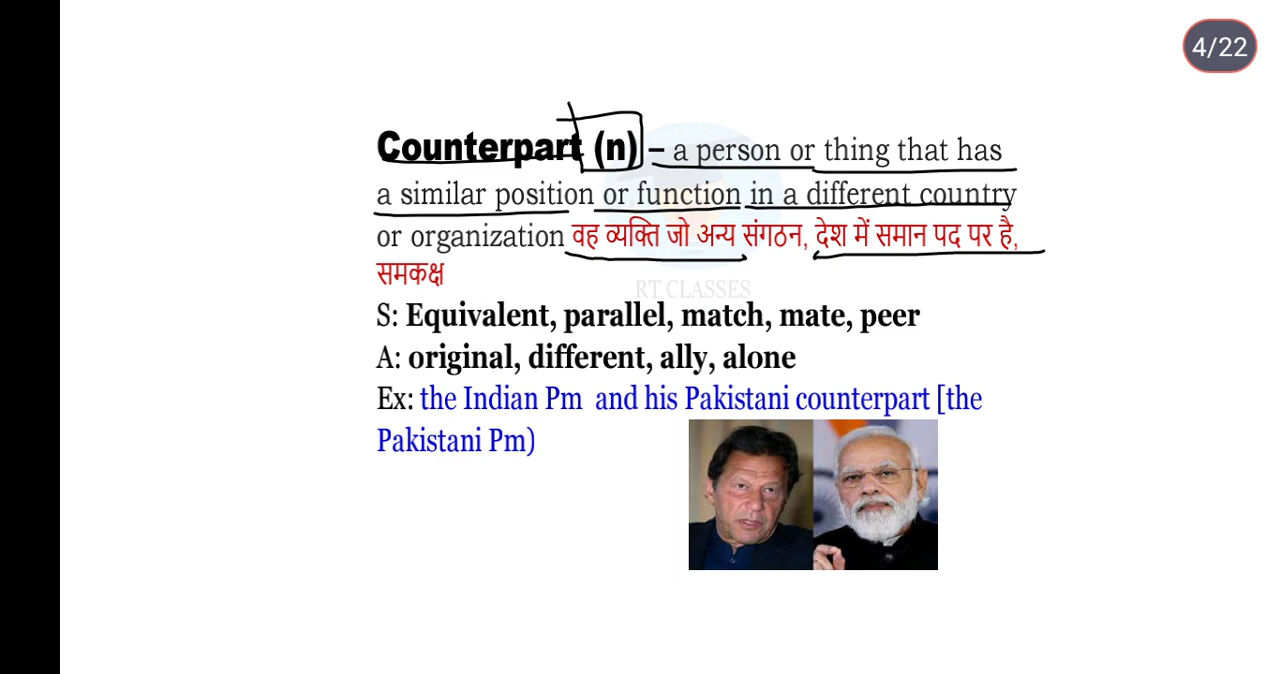 4/22
Counterpart (n) – a person or thing that has
a similar position or function in a different country
or organization वह व्यक्ति जो अन्य संगठन, देश में समान पद पर है,
समकक्ष
RT CLASSES
S: Equivalent, parallel, match, mate, peer
A: original, different, ally, alone
Ex: the Indian Pm and his Pakistani counterpart [the
Pakistani Pm)